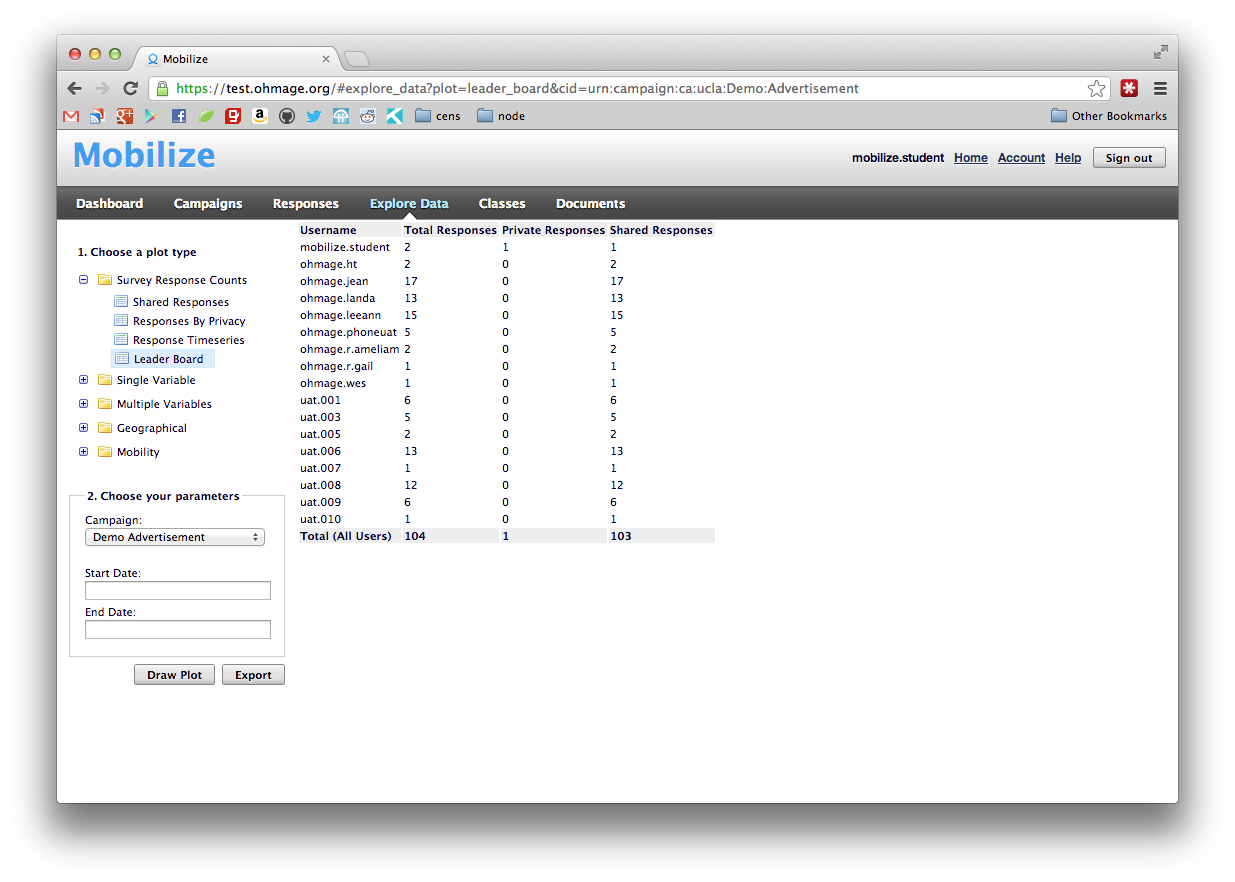 Mobilize
https://test.ohmage.org/#explore_data?plot=leader_board&cid=urn:campaign:ca:ucla:Demo:Advertisement
cens node Other Bookmarks
Mobilize
mobilize.student Home Account Help Sign out
Dashboard Campaigns Responses Explore Data Classes Documents
1. Choose a plot type
Survey Response Counts
Shared Responses
Responses By Privacy
Response Timeseries
Leader Board
Single Variable
Multiple Variables
Geographical
Mobility
2. Choose your parameters
Campaign:
Demo Advertisement
Start Date:
End Date:
Draw Plot Export
Username Total Responses Private Responses Shared Responses
mobilize.student 2 1 1
ohmage.ht 2 0 2
ohmage.jean 17 0 17
ohmage.landa 13 0 13
ohmage.leeann 15 0 15
ohmage.phoneuat 5 0 5
ohmage.r.ameliam 2 0 2
ohmage.r.gail 1 0 1
ohmage.wes 1 0 1
uat.001 6 0 6
uat.003 5 0 5
uat.005 2 0 2
uat.006 13 0 13
uat.007 1 0 1
uat.008 12 0 12
uat.009 6 0 6
uat.010 1 0 1
Total (All Users) 104 1 103